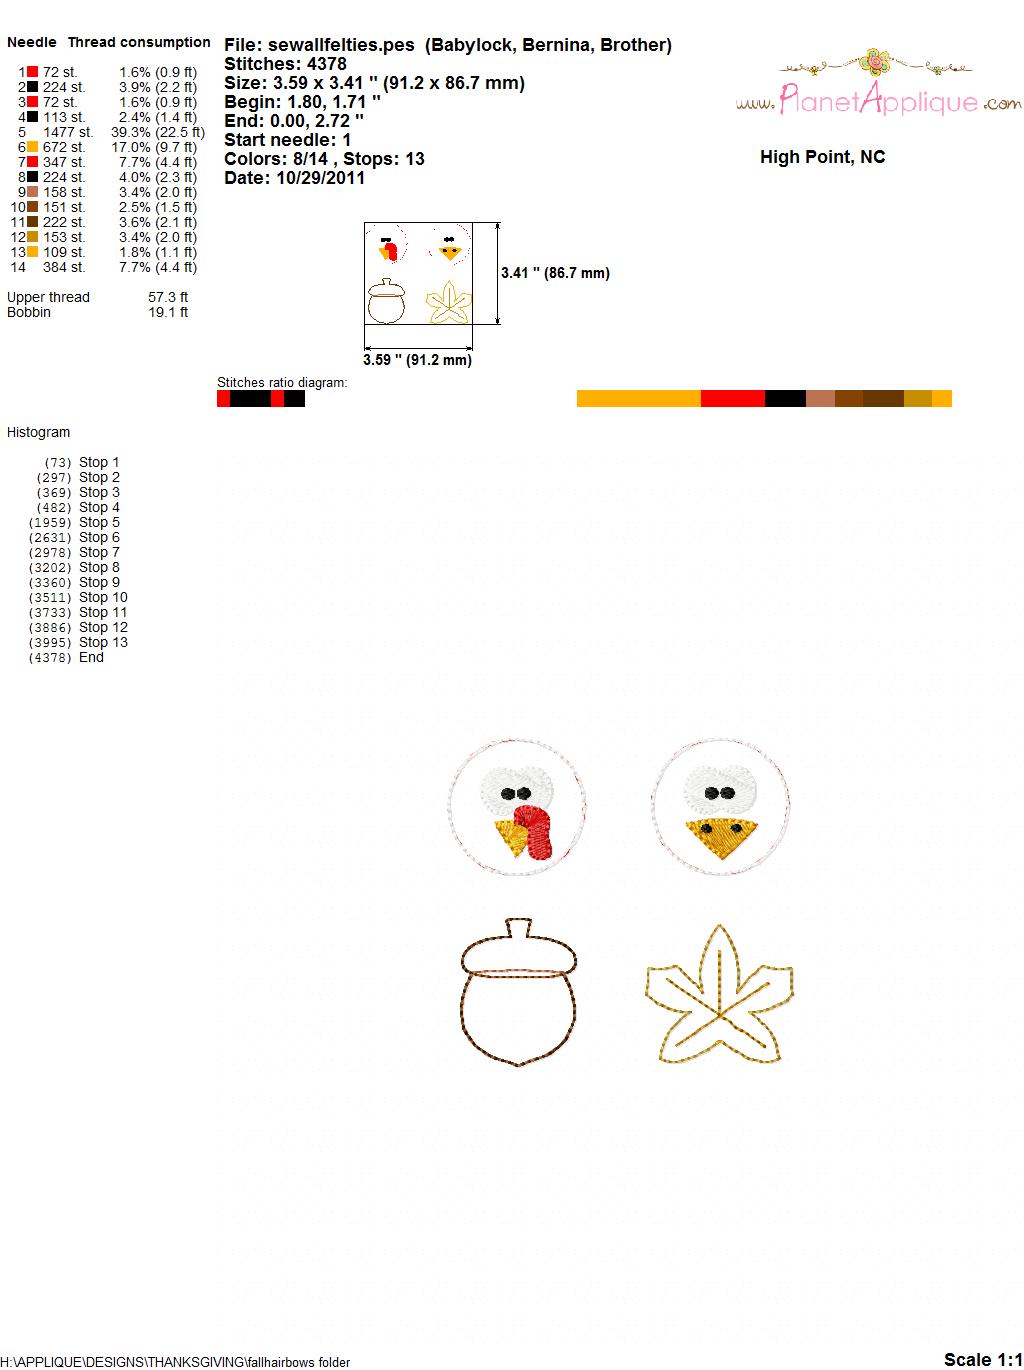 Needle Thread consumption
1 72 st. 1.6% (0.9 ft)
2 224 st. 3.9% (2.2 ft)
3 72 st. 1.6% (0.9 ft)
4 113 st. 2.4% (1.4 ft)
5 1477 st. 39.3% (22.5 ft)
6 672 st. 17.0% (9.7 ft)
7 347 st. 7.7% (4.4 ft)
8 224 st. 4.0% (2.3 ft)
9 158 st. 3.4% (2.0 ft)
10 151 st. 2.5% (1.5 ft)
11 222 st. 3.6% (2.1 ft)
12 153 st. 3.4% (2.0 ft)
13 109 st. 1.8% (1.1 ft)
14 384 st. 7.7% (4.4 ft)
Upper thread 57.3 ft
Bobbin 19.1 ft
File: sewallfelties.pes (Babylock, Bernina, Brother)
Stitches: 4378
Size: 3.59 x 3.41 " (91.2 x 86.7 mm)
Begin: 1.80, 1.71 "
End: 0.00, 2.72 "
Start needle: 1
Colors: 8/14 , Stops: 13
Date: 10/29/2011
www.PlanetApplique.com
High Point, NC
3.41 " (86.7 mm)
3.59 " (91.2 mm)
Stitches ratio diagram:
Histogram
(73) Stop 1
(297) Stop 2
(369) Stop 3
(482) Stop 4
(1959) Stop 5
(2631) Stop 6
(2978) Stop 7
(3202) Stop 8
(3360) Stop 9
(3511) Stop 10
(3733) Stop 11
(3886) Stop 12
(3995) Stop 13
(4378) End
H:\APPLIQUE\DESIGNS\THANKSGIVING\fallhairbows folder
Scale 1:1